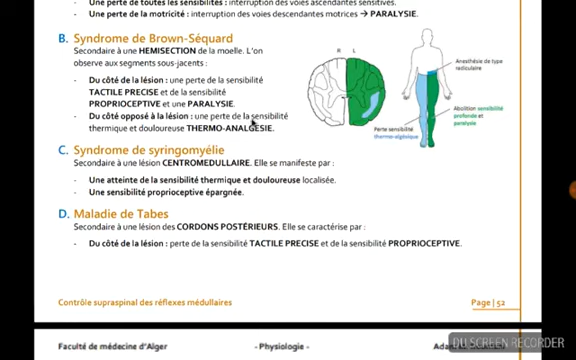 Une perte de toutes les sensibilités : interruption des voies ascendantes sensitives.
- Une perte de la motricité : interruption des voies descendantes motrices → PARALYSIE.
B. Syndrome de Brown-Séquard
Secondaire à une HEMISECTION de la moelle. L'on
observe aux segments sous-jacents :
- Du côté de la lésion : une perte de la sensibilité
TACTILE PRECISE et de la sensibilité
PROPRIOCEPTIVE et une PARALYSIE.
- Du côté opposé à la lésion : une perte de la sensibilité
thermique et douloureuse THERMO-ANALGESIE.
R L
Anesthésie de type
radiculaire
Abolition sensibilité
profonde et
paralysie
Perte sensibilité
thermo-algésique
C. Syndrome de syringomyélie
Secondaire à une lésion CENTROMEDULLAIRE. Elle se manifeste par :
- Une atteinte de la sensibilité thermique et douloureuse localisée.
- Une sensibilité proprioceptive épargnée.
D. Maladie de Tabes
Secondaire à une lésion des CORDONS POSTÉRIEURS. Elle se caractérise par :
- Du côté de la lésion : perte de la sensibilité TACTILE PRECISE et de la sensibilité PROPRIOCEPTIVE.
Contrôle supraspinal des réflexes médullaires
Page | 52
Faculté de médecine d'Alger
- Physiologie -
DU SCREEN RECORDER